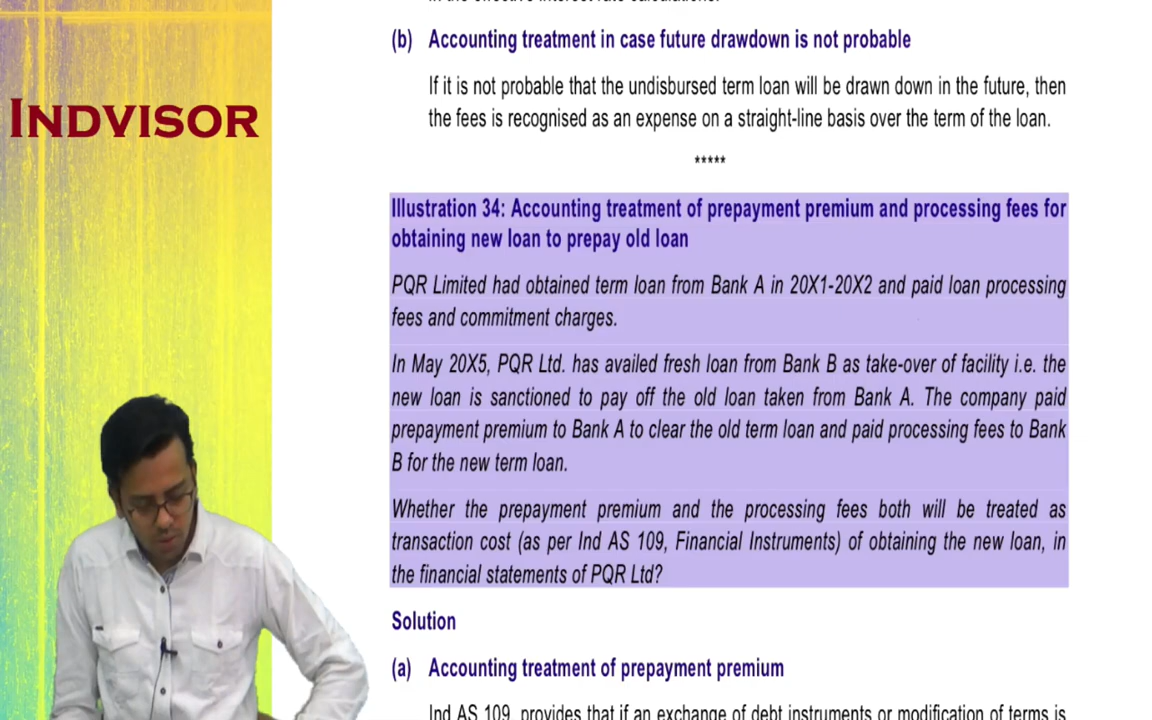 INDVISOR
(b) Accounting treatment in case future drawdown is not probable
If it is not probable that the undisbursed term loan will be drawn down in the future, then
the fees is recognised as an expense on a straight-line basis over the term of the loan.
*****
Illustration 34: Accounting treatment of prepayment premium and processing fees for
obtaining new loan to prepay old loan
PQR Limited had obtained term loan from Bank A in 20X1-20X2 and paid loan processing
fees and commitment charges.
In May 20X5, PQR Ltd. has availed fresh loan from Bank B as take-over of facility i.e. the
new loan is sanctioned to pay off the old loan taken from Bank A. The company paid
prepayment premium to Bank A to clear the old term loan and paid processing fees to Bank
B for the new term loan.
Whether the prepayment premium and the processing fees both will be treated as
transaction cost (as per Ind AS 109, Financial Instruments) of obtaining the new loan, in
the financial statements of PQR Ltd?
Solution
(a) Accounting treatment of prepayment premium
Ind AS 109, provides that if an exchange of debt instruments or modification of terms is